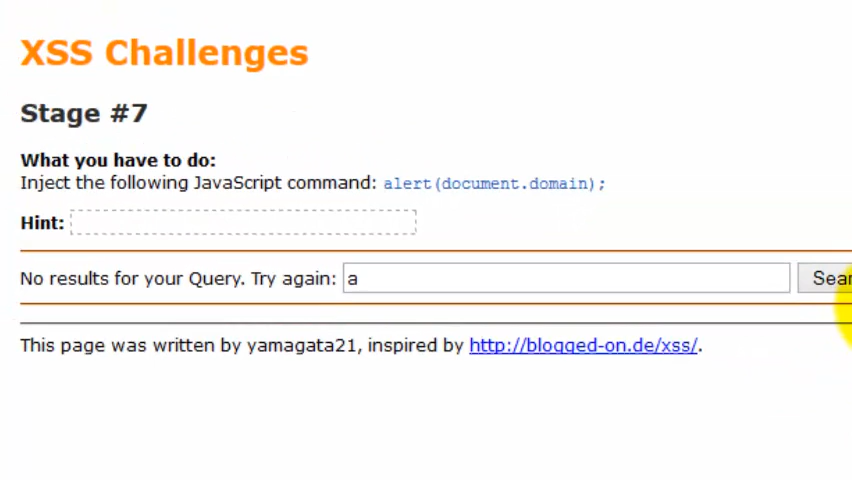 XSS Challenges
Stage #7
What you have to do:
Inject the following JavaScript command: alert(document.domain);
Hint:
No results for your Query. Try again: a Sear
This page was written by yamagata21, inspired by http://blogged-on.de/xss/.